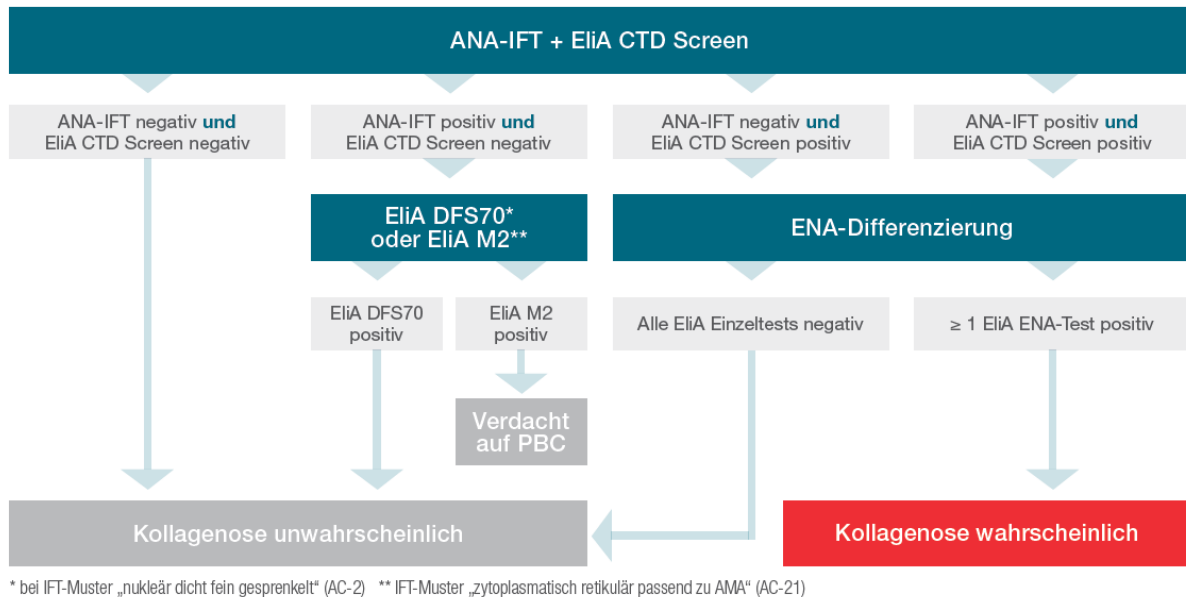 ANA-IFT + EliA CTD Screen
ANA-IFT negativ und
EliA CTD Screen negativ
ANA-IFT positiv und
EliA CTD Screen negativ
ANA-IFT negativ und
EliA CTD Screen positiv
ANA-IFT positiv und
EliA CTD Screen positiv
EliA DFS70*
oder EliA M2**
ENA-Differenzierung
EliA DFS70
positiv
EliA M2
positiv
Alle EliA Einzeltests negativ
≥ 1 EliA ENA-Test positiv
Verdacht
auf PBC
Kollagenose unwahrscheinlich
Kollagenose wahrscheinlich
* bei IFT-Muster „nukleär dicht fein gesprenkelt“ (AC-2) ** IFT-Muster „zytoplasmatisch retikulär passend zu AMA“ (AC-21)